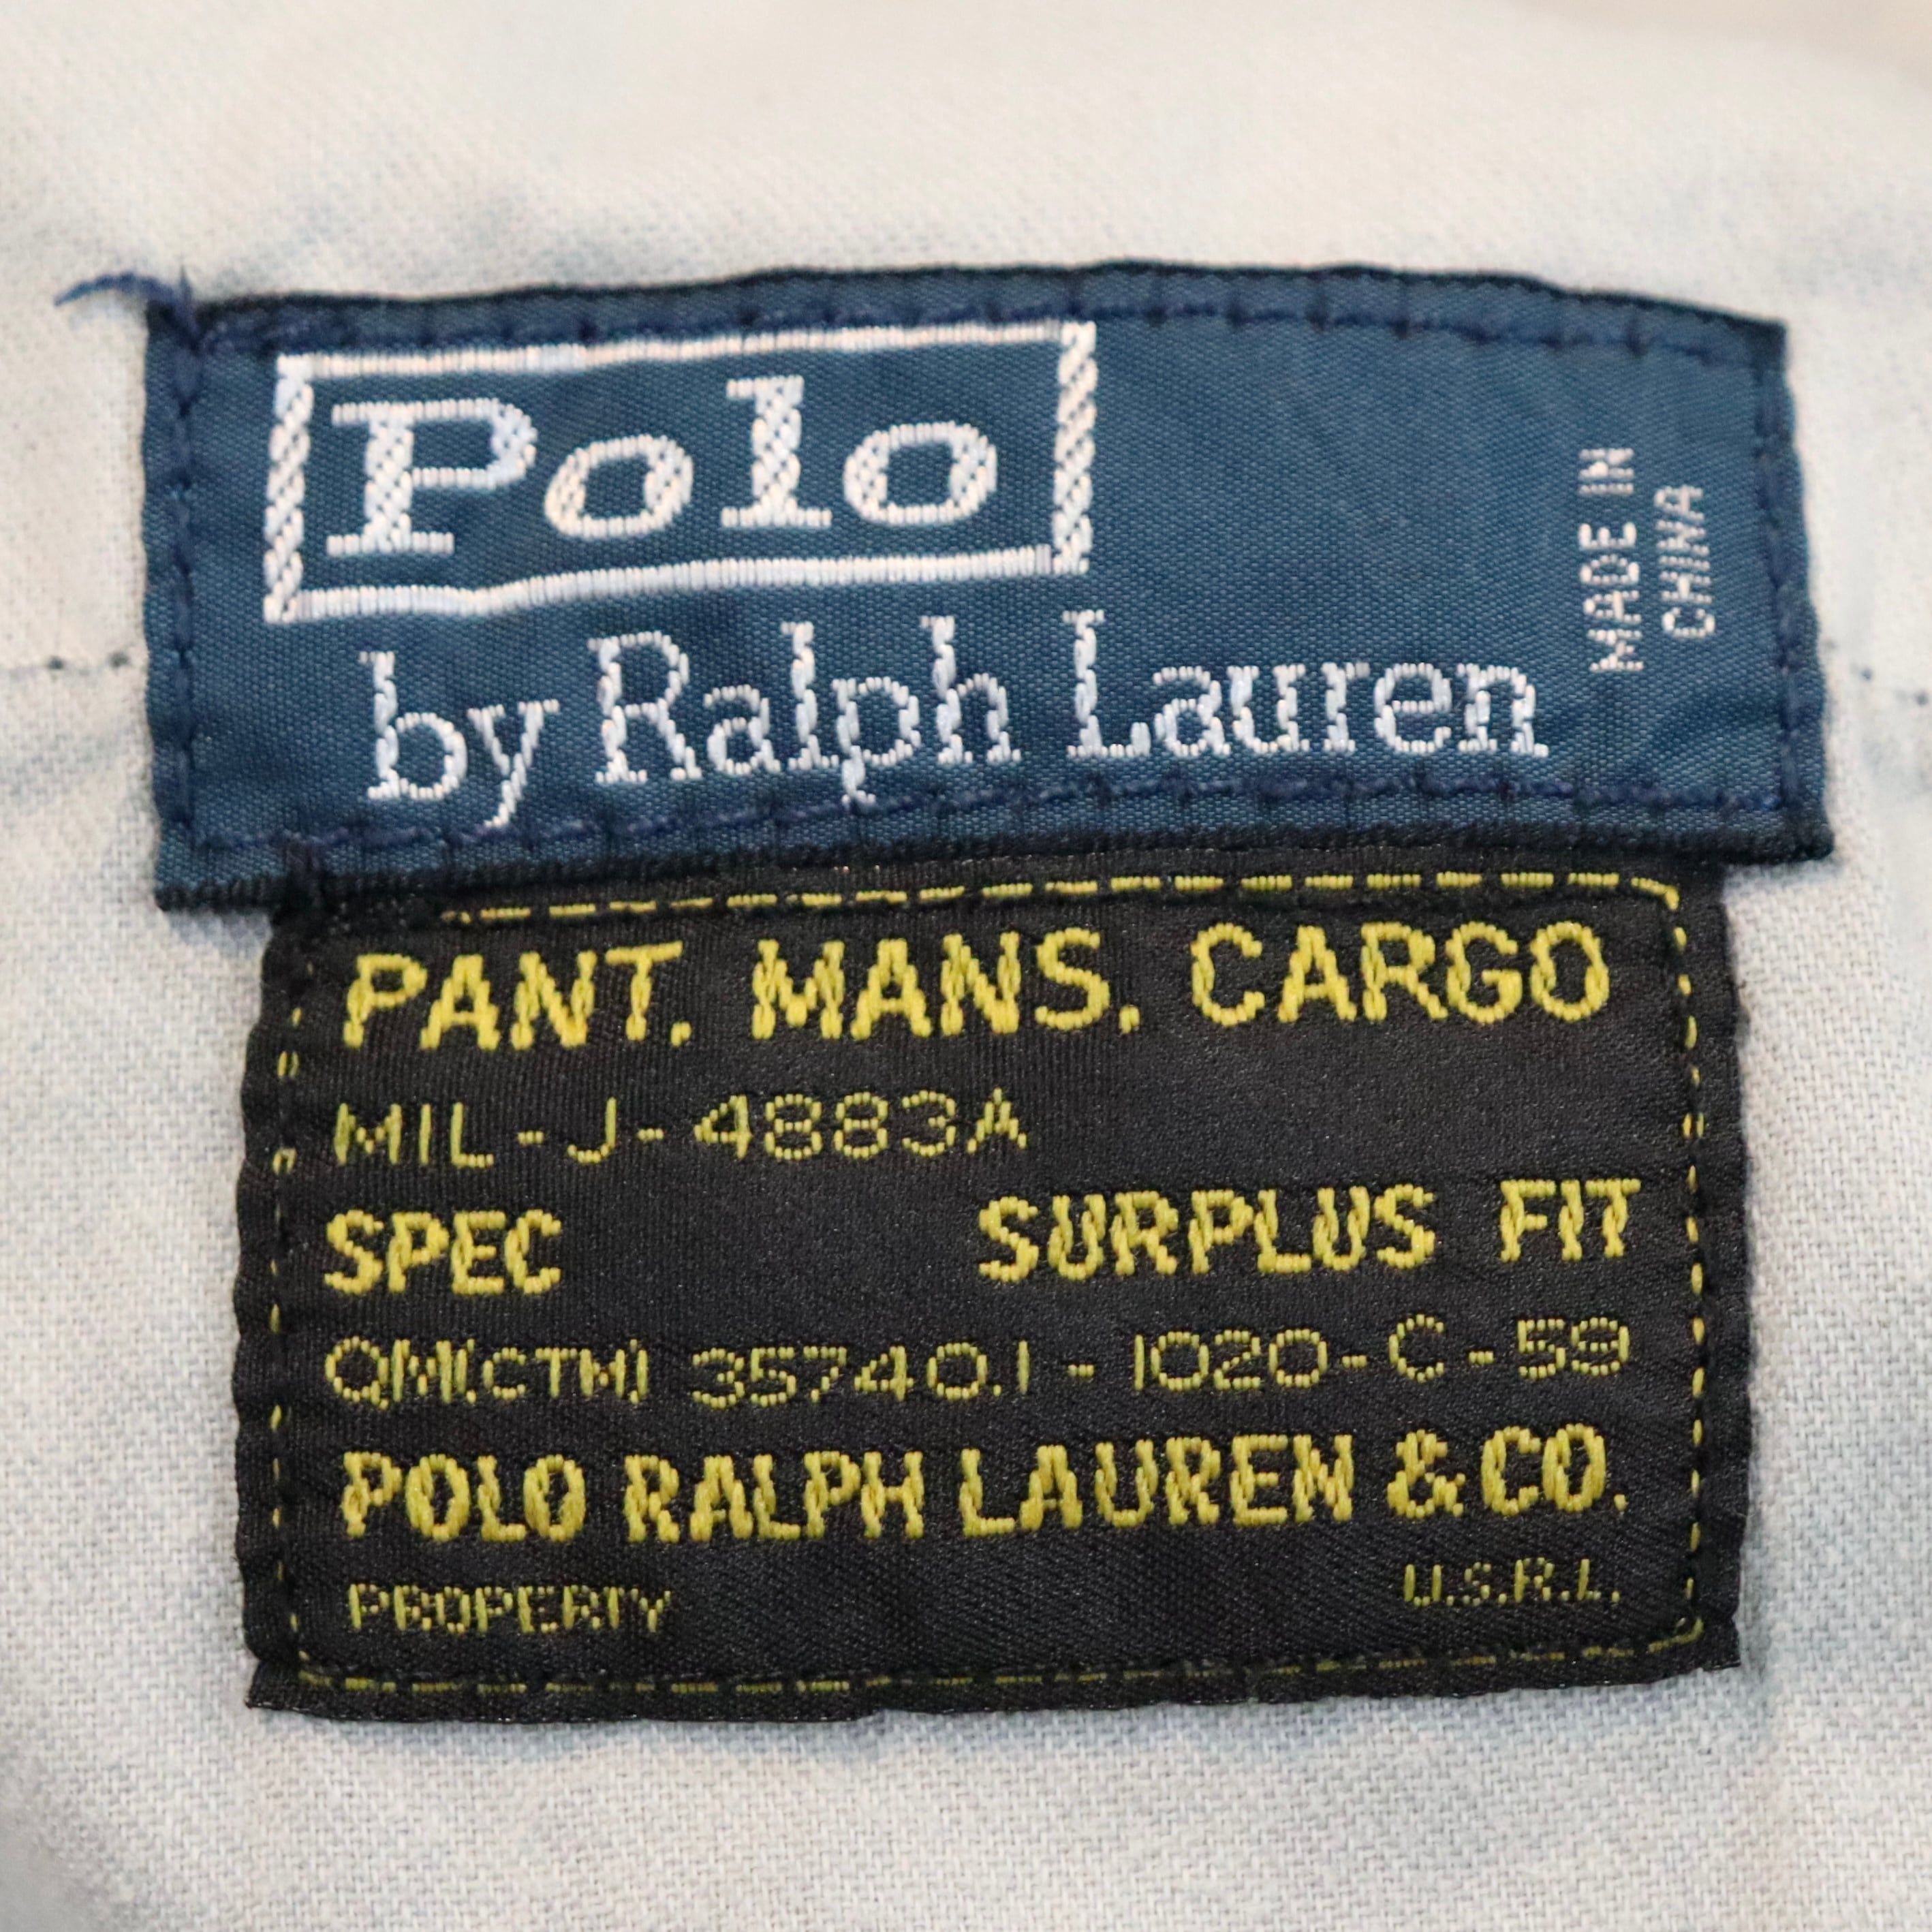 Polo
by Ralph Lauren
MADE IN
CHINA
PANT. MANS. CARGO
MIL-J-4883A
SPEC SURPLUS FIT
QM(CTM) 35740.1-1020-C-59
POLO RALPH LAUREN & CO.
PROPERTY U.S.R.L.